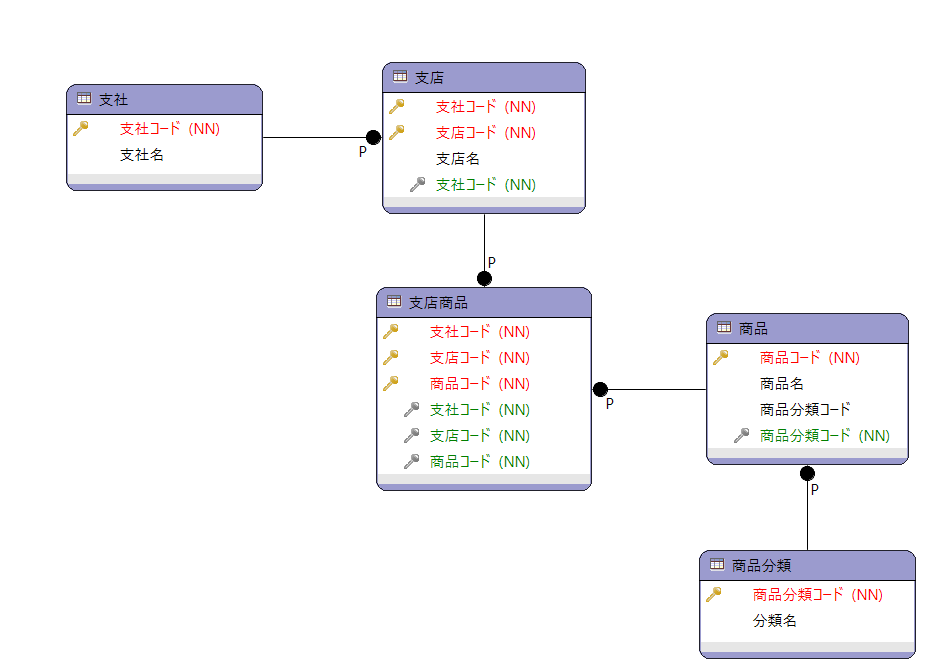 支社
支社コード (NN)
支社名
P
支店
支社コード (NN)
支店コード (NN)
支店名
支社コード (NN)
P
支店商品
支社コード (NN)
支店コード (NN)
商品コード (NN)
支社コード (NN)
支店コード (NN)
商品コード (NN)
P
商品
商品コード (NN)
商品名
商品分類コード
商品分類コード (NN)
P
商品分類
商品分類コード (NN)
分類名